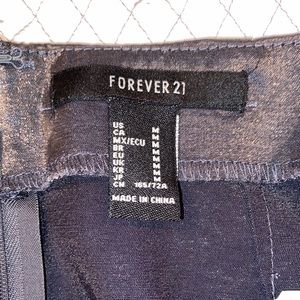 FOREVER 21
US M
CA M
MX/ECU M
BR M
EU M
UK M
KR M
JP M
CN 165/72A
MADE IN CHINA